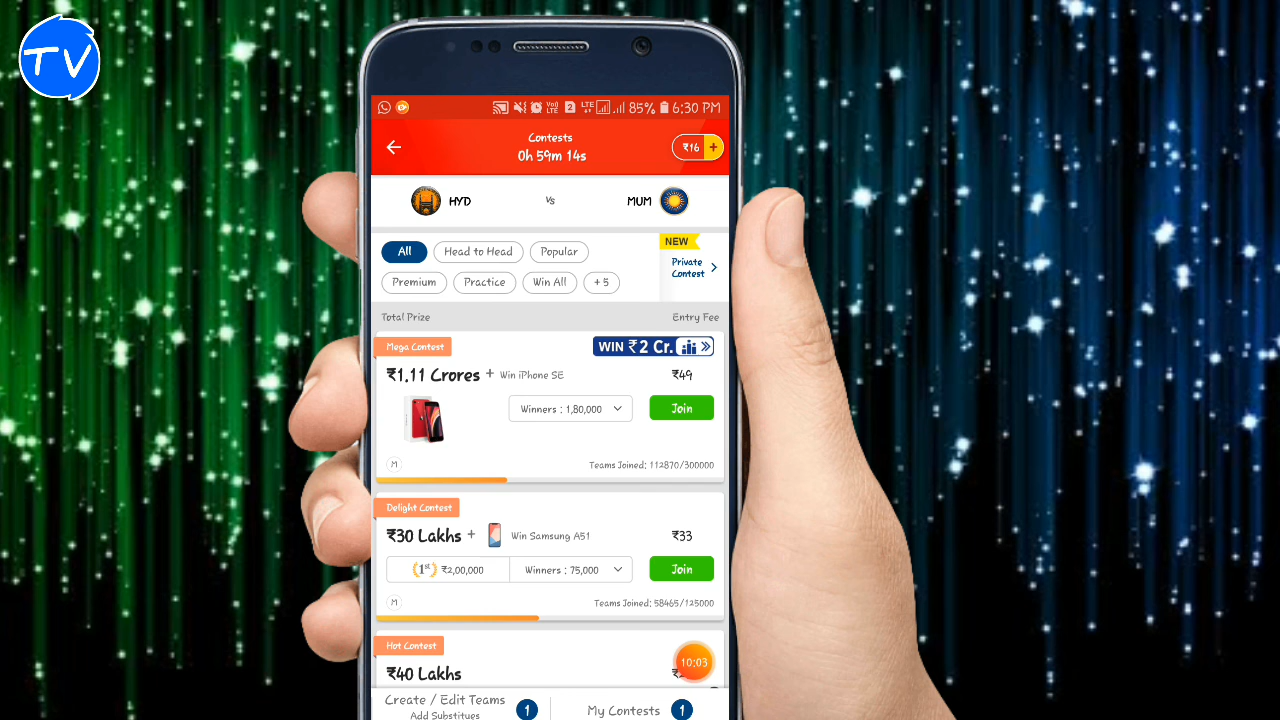 TV
85% 6:30 PM
Contests
0h 59m 14s
₹16 +
HYD Vs MUM
All Head to Head Popular
NEW
Private Contest
Premium Practice Win All + 5
Total Prize Entry Fee
Mega Contest WIN ₹2 Cr.
₹1.11 Crores + Win iPhone SE ₹49
Winners : 1,80,000 Join
M Teams Joined: 112870/300000
Delight Contest
₹30 Lakhs + Win Samsung A51 ₹33
1st ₹2,00,000 Winners : 75,000 Join
M Teams Joined: 58465/125000
Hot Contest
₹40 Lakhs
10:03
Create / Edit Teams 1 My Contests 1
Add Substitues